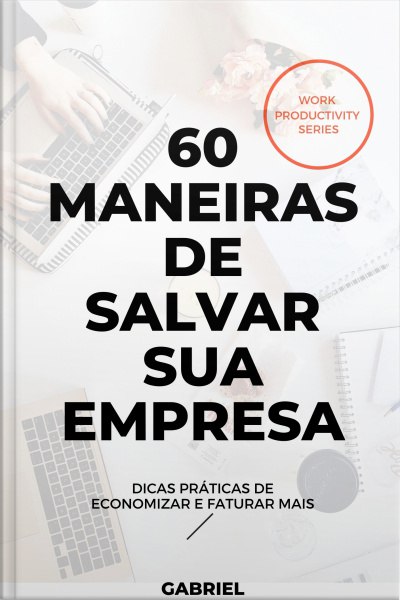 WORK
PRODUCTIVITY
SERIES
60
MANEIRAS
DE
SALVAR
SUA
EMPRESA
DICAS PRÁTICAS DE
ECONOMIZAR E FATURAR MAIS
GABRIEL